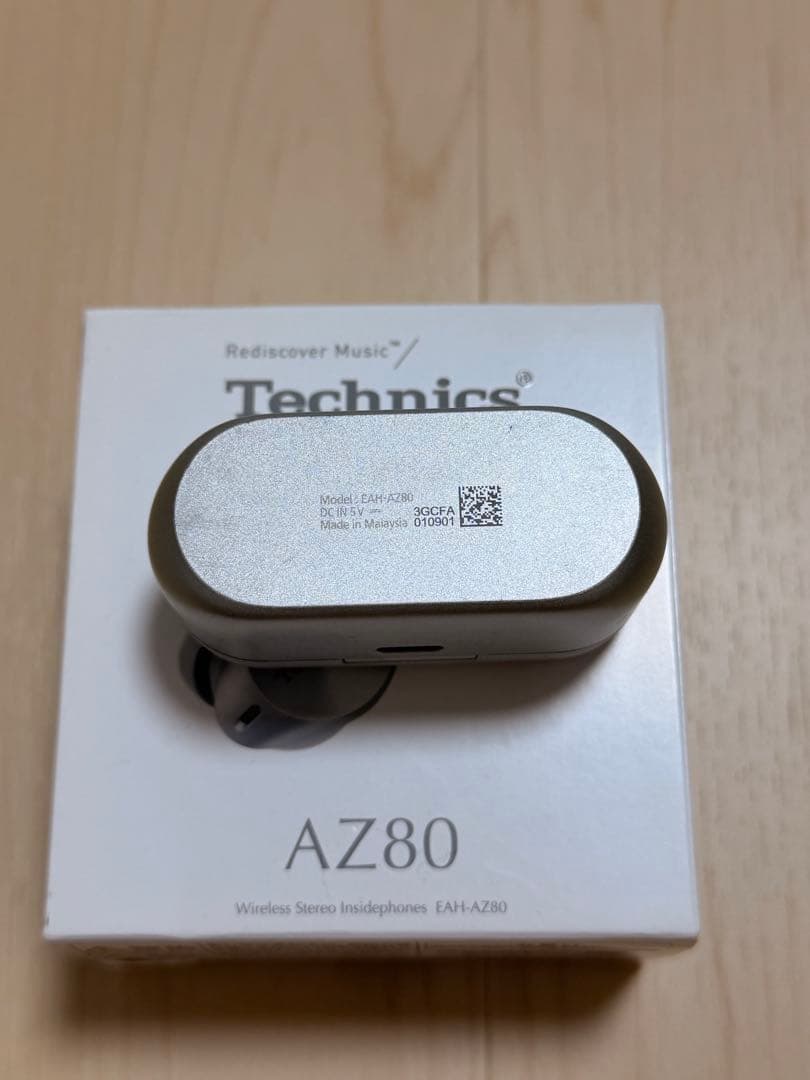 Rediscover Music™
Technics®
Model : EAH-AZ80
DC IN 5V ⎓ 3GCFA
Made in Malaysia 010901
AZ80
Wireless Stereo Insidephones EAH-AZ80